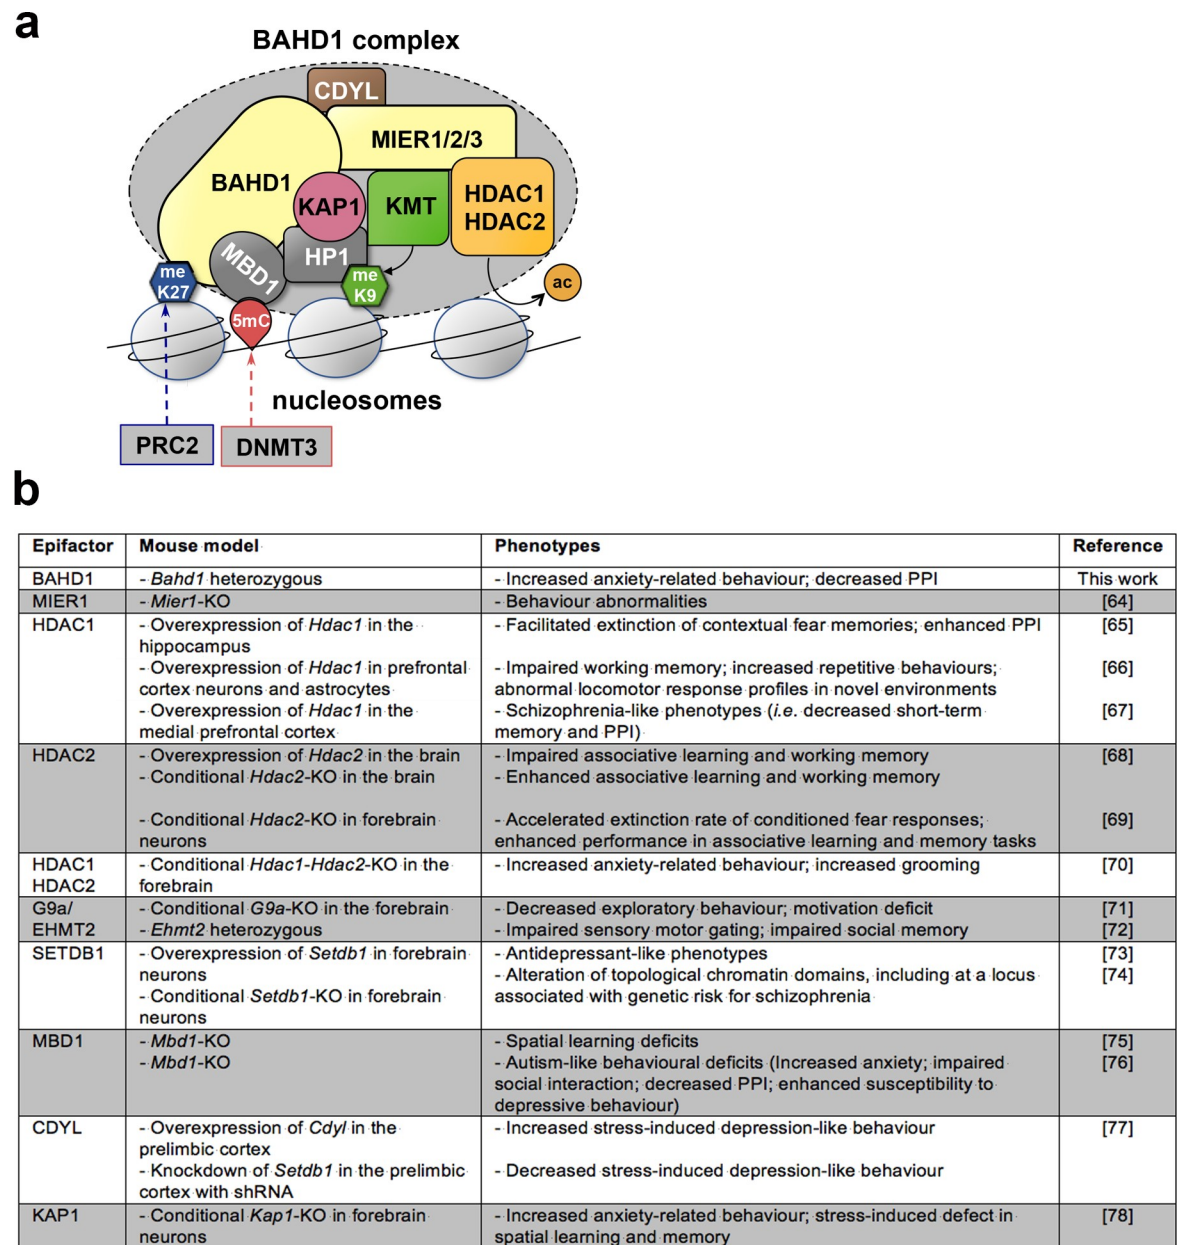 a
BAHD1 complex
CDYL
MIER1/2/3
BAHD1
KAP1
KMT
HDAC1
HDAC2
MBD1
HP1
me
K27
me
K9
ac
5mC
nucleosomes
PRC2
DNMT3
b
Epifactor Mouse model Phenotypes Reference
BAHD1 - Bahd1 heterozygous - Increased anxiety-related behaviour; decreased PPI This work
MIER1 - Mier1-KO - Behaviour abnormalities [64]
HDAC1 - Overexpression of Hdac1 in the - Facilitated extinction of contextual fear memories; enhanced PPI [65]
hippocampus
- Overexpression of Hdac1 in prefrontal - Impaired working memory; increased repetitive behaviours; [66]
cortex neurons and astrocytes abnormal locomotor response profiles in novel environments
- Overexpression of Hdac1 in the - Schizophrenia-like phenotypes (i.e. decreased short-term [67]
medial prefrontal cortex memory and PPI)
HDAC2 - Overexpression of Hdac2 in the brain - Impaired associative learning and working memory [68]
- Conditional Hdac2-KO in the brain - Enhanced associative learning and working memory
- Conditional Hdac2-KO in forebrain - Accelerated extinction rate of conditioned fear responses; [69]
neurons enhanced performance in associative learning and memory tasks
HDAC1 - Conditional Hdac1-Hdac2-KO in the - Increased anxiety-related behaviour; increased grooming [70]
HDAC2 forebrain
G9a/ - Conditional G9a-KO in the forebrain - Decreased exploratory behaviour; motivation deficit [71]
EHMT2 - Ehmt2 heterozygous - Impaired sensory motor gating; impaired social memory [72]
SETDB1 - Overexpression of Setdb1 in forebrain - Antidepressant-like phenotypes [73]
neurons - Alteration of topological chromatin domains, including at a locus [74]
- Conditional Setdb1-KO in forebrain associated with genetic risk for schizophrenia
neurons
MBD1 - Mbd1-KO - Spatial learning deficits [75]
- Mbd1-KO - Autism-like behavioural deficits (Increased anxiety; impaired [76]
social interaction; decreased PPI; enhanced susceptibility to
depressive behaviour)
CDYL - Overexpression of Cdyl in the - Increased stress-induced depression-like behaviour [77]
prelimbic cortex
- Knockdown of Setdb1 in the prelimbic - Decreased stress-induced depression-like behaviour
cortex with shRNA
KAP1 - Conditional Kap1-KO in forebrain - Increased anxiety-related behaviour; stress-induced defect in [78]
neurons spatial learning and memory